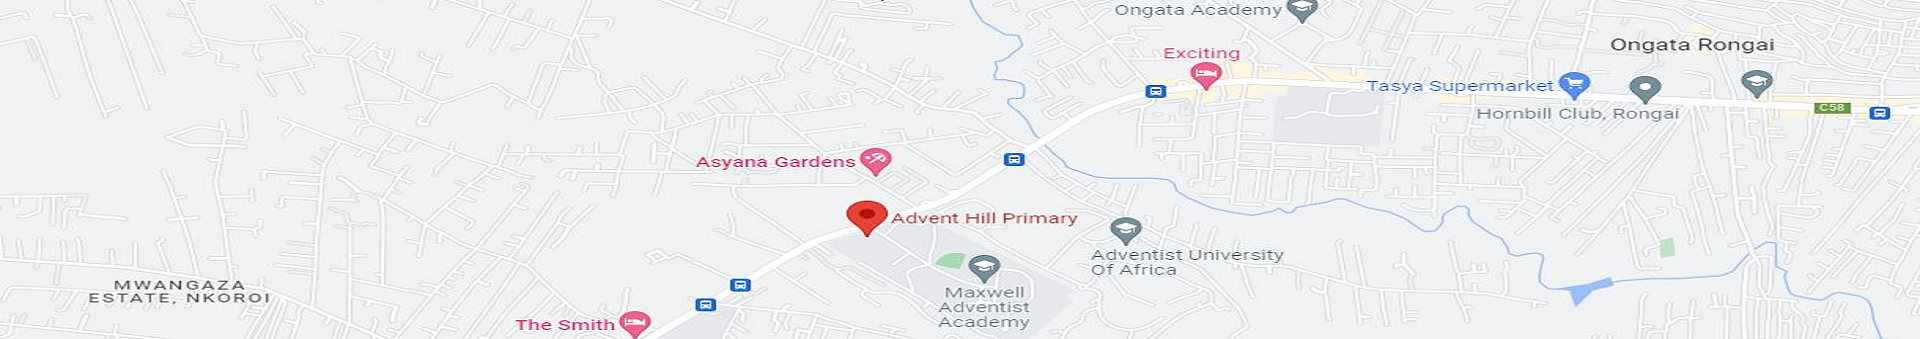 Ongata Academy
Ongata Rongai
Exciting
Tasya Supermarket
C58
Hornbill Club, Rongai
Asyana Gardens
Advent Hill Primary
Adventist University
Of Africa
MWANGAZA
ESTATE, NKOROI
Maxwell
Adventist
Academy
The Smith